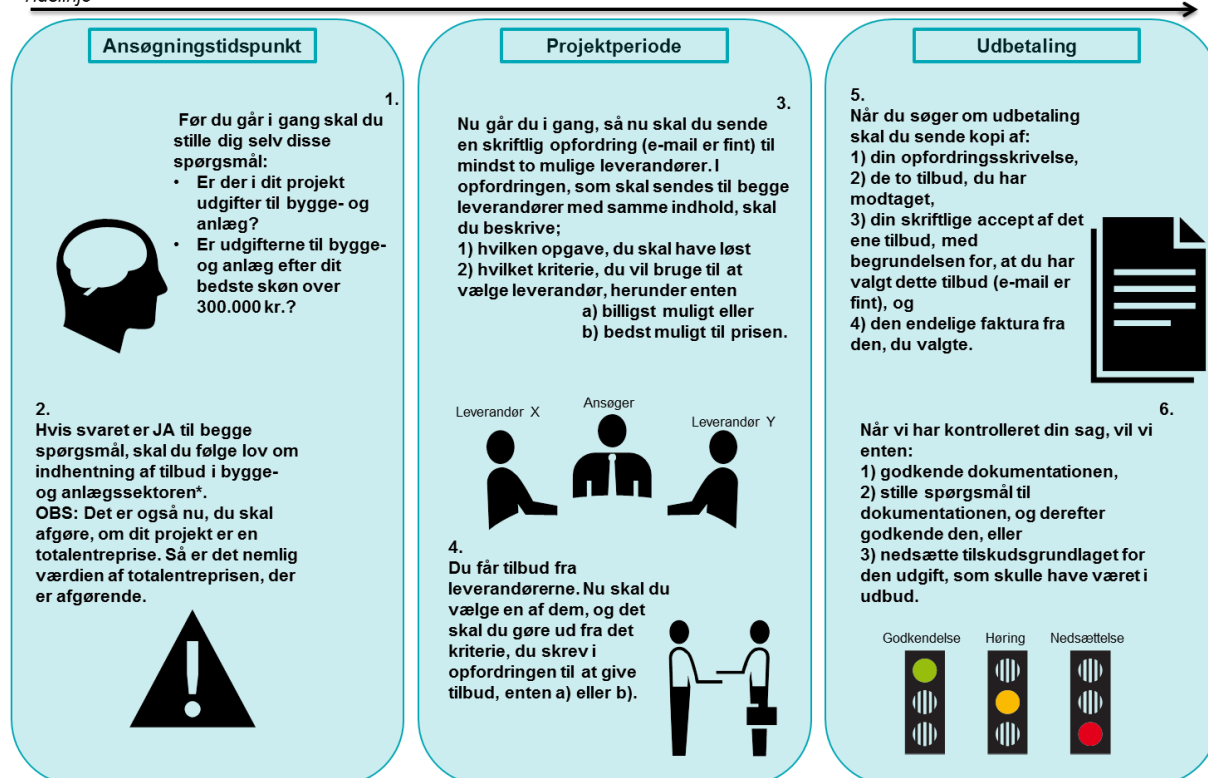 Tidslinje
Ansøgningstidspunkt
1.
Før du går i gang skal du
stille dig selv disse
spørgsmål:
• Er der i dit projekt
udgifter til bygge- og
anlæg?
• Er udgifterne til bygge-
og anlæg efter dit
bedste skøn over
300.000 kr.?
2.
Hvis svaret er JA til begge
spørgsmål, skal du følge lov om
indhentning af tilbud i bygge-
og anlægssektoren*.
OBS: Det er også nu, du skal
afgøre, om dit projekt er en
totalentreprise. Så er det nemlig
værdien af totalentreprisen, der
er afgørende.
Projektperiode
3.
Nu går du i gang, så nu skal du sende
en skriftlig opfordring (e-mail er fint) til
mindst to mulige leverandører. I
opfordringen, som skal sendes til begge
leverandører med samme indhold, skal
du beskrive;
1) hvilken opgave, du skal have løst
2) hvilket kriterie, du vil bruge til at
vælge leverandør, herunder enten
a) billigst muligt eller
b) bedst muligt til prisen.
Leverandør X
Ansøger
Leverandør Y
4.
Du får tilbud fra
leverandørerne. Nu skal du
vælge en af dem, og det
skal du gøre ud fra det
kriterie, du skrev i
opfordringen til at give
tilbud, enten a) eller b).
Udbetaling
5.
Når du søger om udbetaling
skal du sende kopi af:
1) din opfordringsskrivelse,
2) de to tilbud, du har
modtaget,
3) din skriftlige accept af det
ene tilbud, med
begrundelsen for, at du har
valgt dette tilbud (e-mail er
fint), og
4) den endelige faktura fra
den, du valgte.
6.
Når vi har kontrolleret din sag, vil vi
enten:
1) godkende dokumentationen,
2) stille spørgsmål til
dokumentationen, og derefter
godkende den, eller
3) nedsætte tilskudsgrundlaget for
den udgift, som skulle have været i
udbud.
Godkendelse
Høring
Nedsættelse